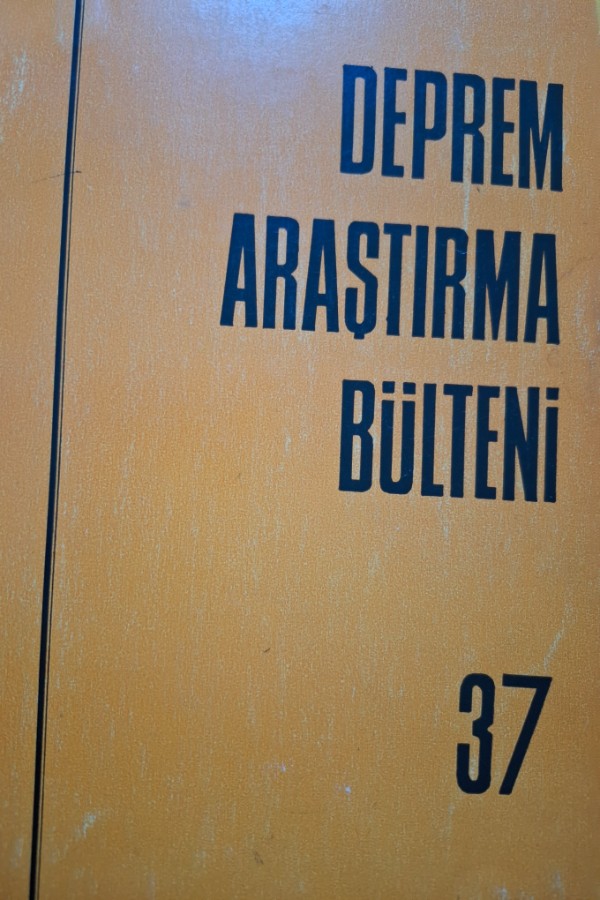 DEPREM
ARAŞTIRMA
BÜLTENİ
37